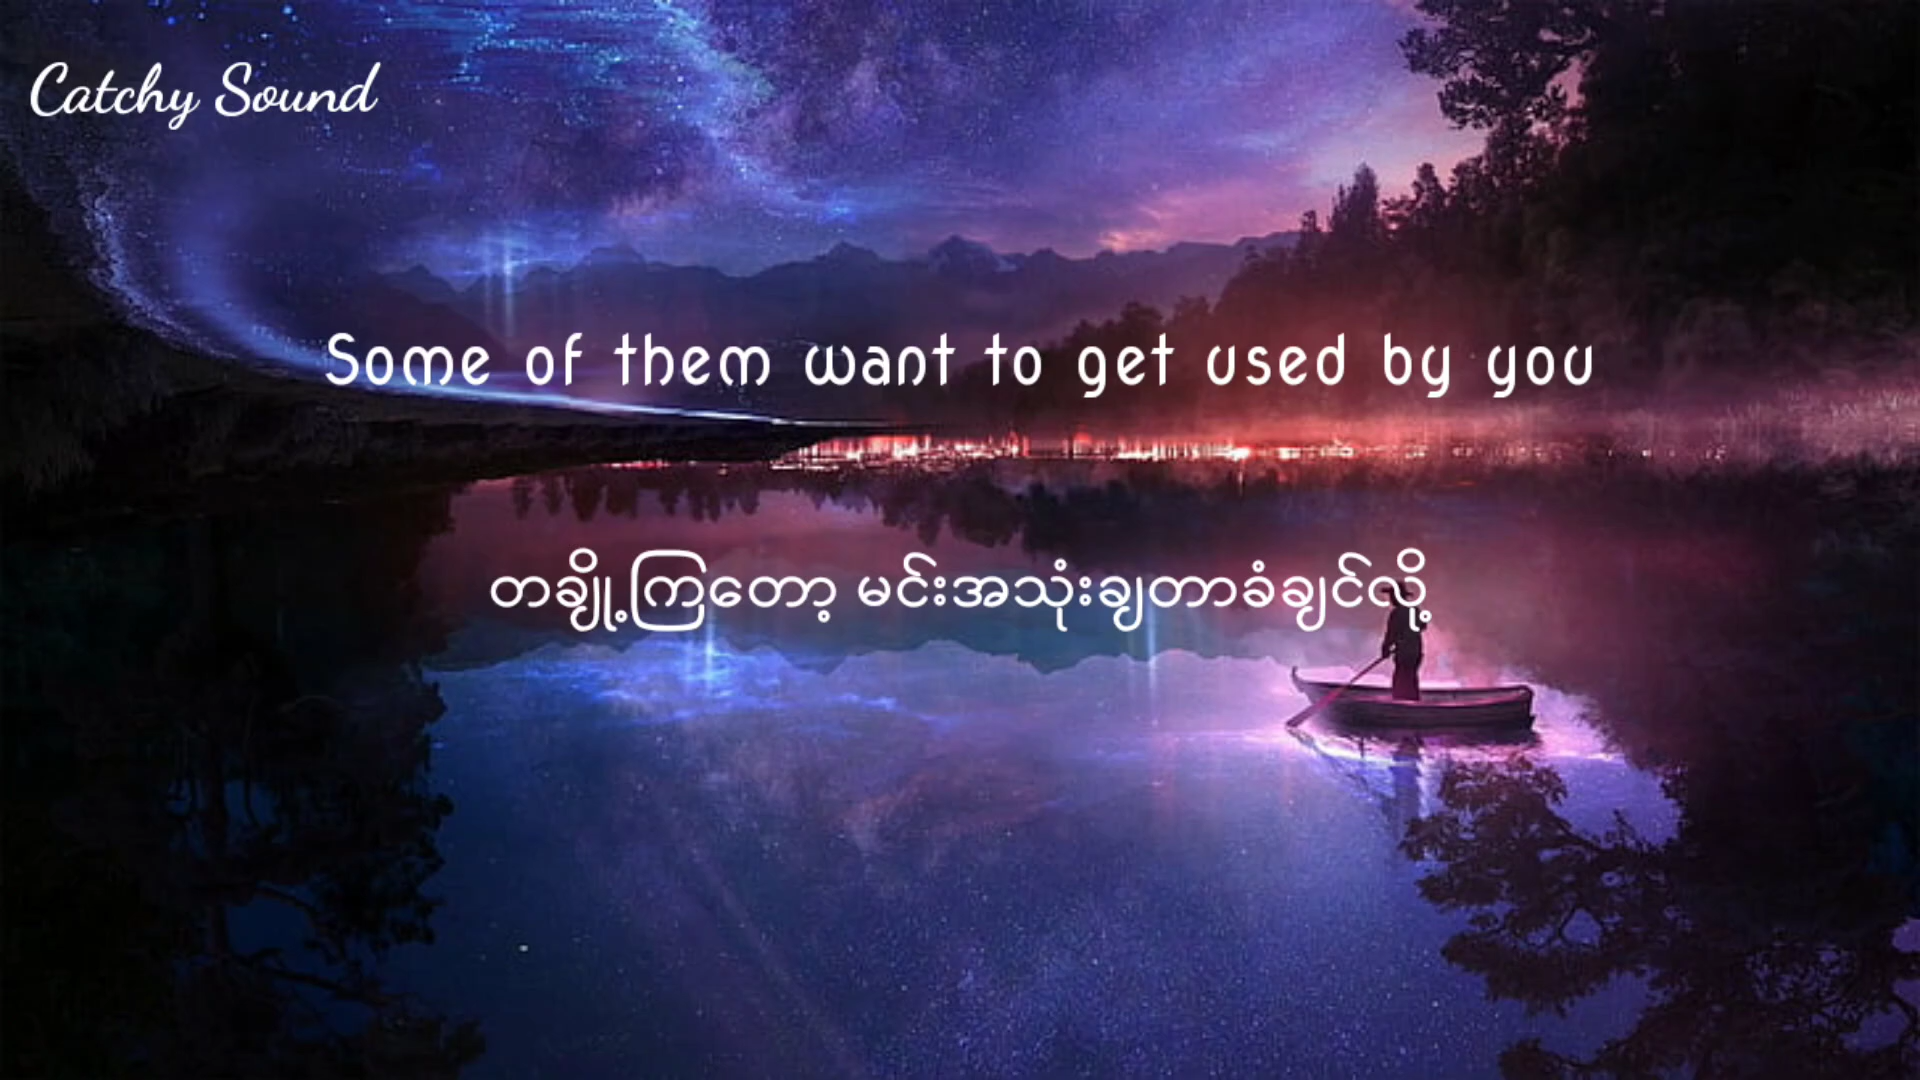 Catchy Sound
Some of them want to get used by you
တချို့ကြတော့ မင်းအသုံးချတာခံချင်လို့